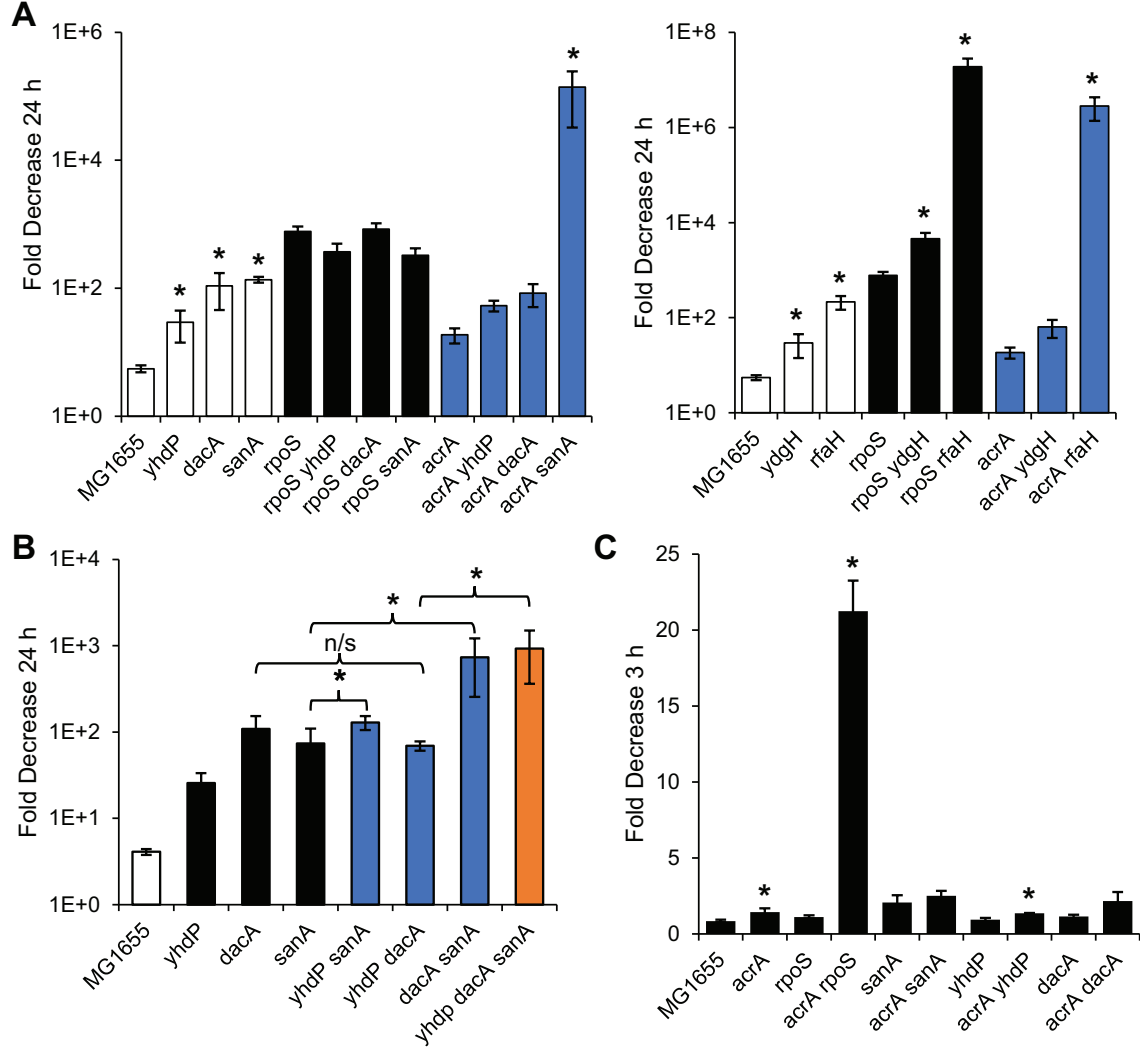 A
Fold Decrease 24 h
1E+6
1E+4
1E+2
1E+0
*
*
*
*
MG1655
yhdP
dacA
sanA
rpoS
rpoS yhdP
rpoS dacA
rpoS sanA
acrA
acrA yhdP
acrA dacA
acrA sanA
Fold Decrease 24 h
1E+8
1E+6
1E+4
1E+2
1E+0
*
*
*
*
*
MG1655
ydgH
rfaH
rpoS
rpoS ydgH
rpoS rfaH
acrA
acrA ydgH
acrA rfaH
B
Fold Decrease 24 h
1E+4
1E+3
1E+2
1E+1
1E+0
*
*
n/s
*
MG1655
yhdP
dacA
sanA
yhdP sanA
yhdP dacA
dacA sanA
yhdp dacA sanA
C
Fold Decrease 3 h
25
20
15
10
5
0
*
*
*
MG1655
acrA
rpoS
acrA rpoS
sanA
acrA sanA
yhdP
acrA yhdP
dacA
acrA dacA